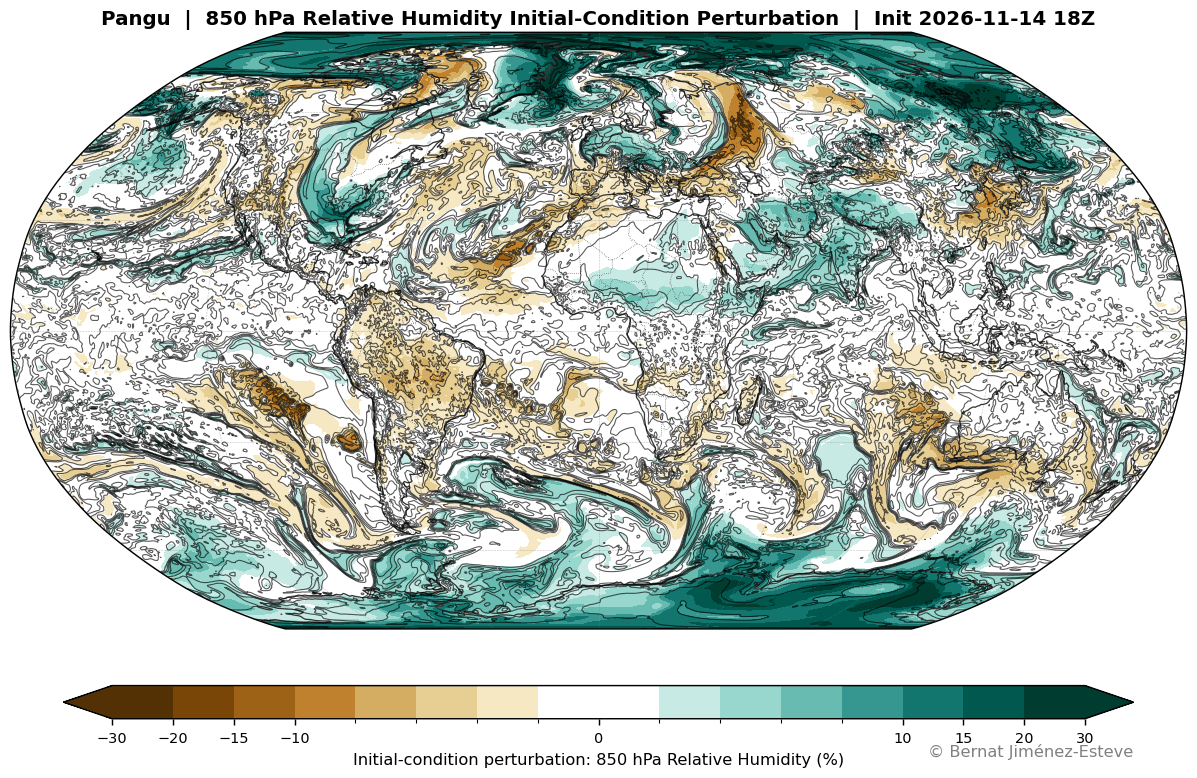 Pangu | 850 hPa Relative Humidity Initial-Condition Perturbation | Init 2026-11-14 18Z
−30 −20 −15 −10 0 10 15 20 30
Initial-condition perturbation: 850 hPa Relative Humidity (%)
© Bernat Jiménez-Esteve